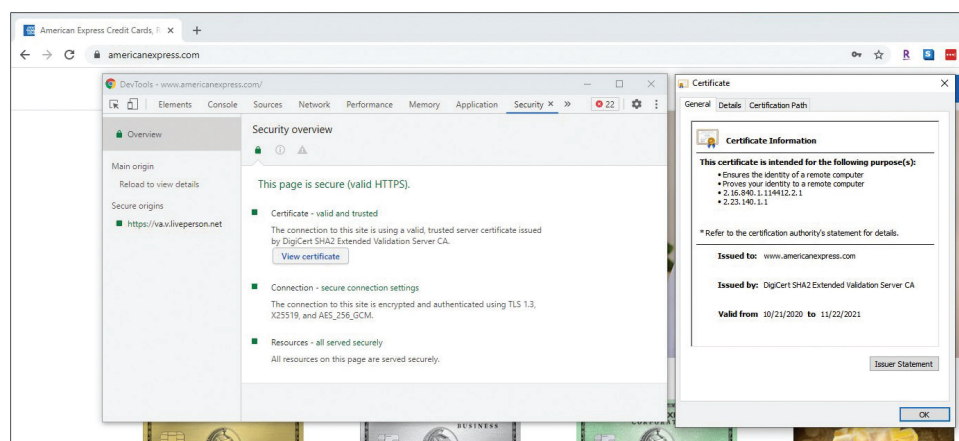 American Express Credit Cards, R
americanexpress.com
DevTools - www.americanexpress.com/
Elements Console Sources Network Performance Memory Application Security × » 22
Overview
Main origin
Reload to view details
Secure origins
https://va.v.liveperson.net
Security overview
This page is secure (valid HTTPS).
Certificate - valid and trusted
The connection to this site is using a valid, trusted server certificate issued
by DigiCert SHA2 Extended Validation Server CA.
View certificate
Connection - secure connection settings
The connection to this site is encrypted and authenticated using TLS 1.3,
X25519, and AES_256_GCM.
Resources - all served securely
All resources on this page are served securely.
Certificate
General Details Certification Path
Certificate Information
This certificate is intended for the following purpose(s):
• Ensures the identity of a remote computer
• Proves your identity to a remote computer
• 2.16.840.1.114412.2.1
• 2.23.140.1.1
* Refer to the certification authority's statement for details.
Issued to: www.americanexpress.com
Issued by: DigiCert SHA2 Extended Validation Server CA
Valid from 10/21/2020 to 11/22/2021
Issuer Statement
OK
BUSINESS